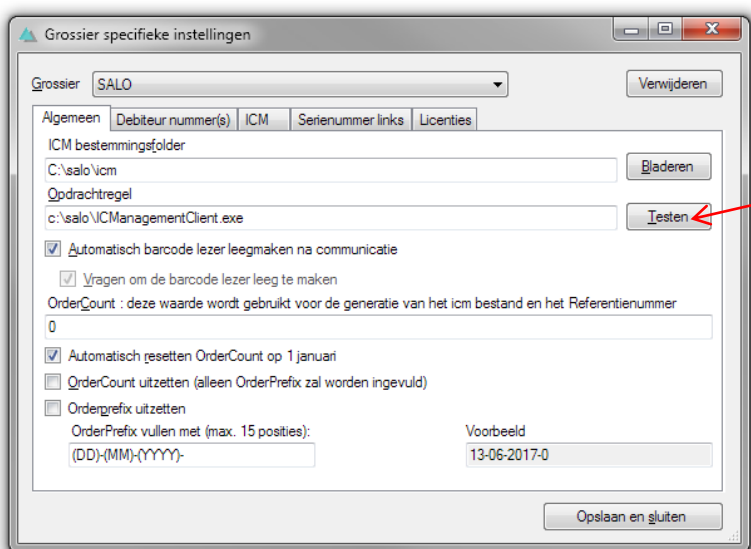 Grossier specifieke instellingen
Grossier SALO Verwijderen
Algemeen Debiteur nummer(s) ICM Serienummer links Licenties
ICM bestemmingsfolder
C:\salo\icm Bladeren
Opdrachtregel
c:\salo\ICManagementClient.exe Testen
Automatisch barcode lezer leegmaken na communicatie
Vragen om de barcode lezer leeg te maken
OrderCount : deze waarde wordt gebruikt voor de generatie van het icm bestand en het Referentienummer
0
Automatisch resetten OrderCount op 1 januari
OrderCount uitzetten (alleen OrderPrefix zal worden ingevuld)
Orderprefix uitzetten
OrderPrefix vullen met (max. 15 posities): Voorbeeld
(DD)-(MM)-(YYYY)- 13-06-2017-0
Opslaan en sluiten